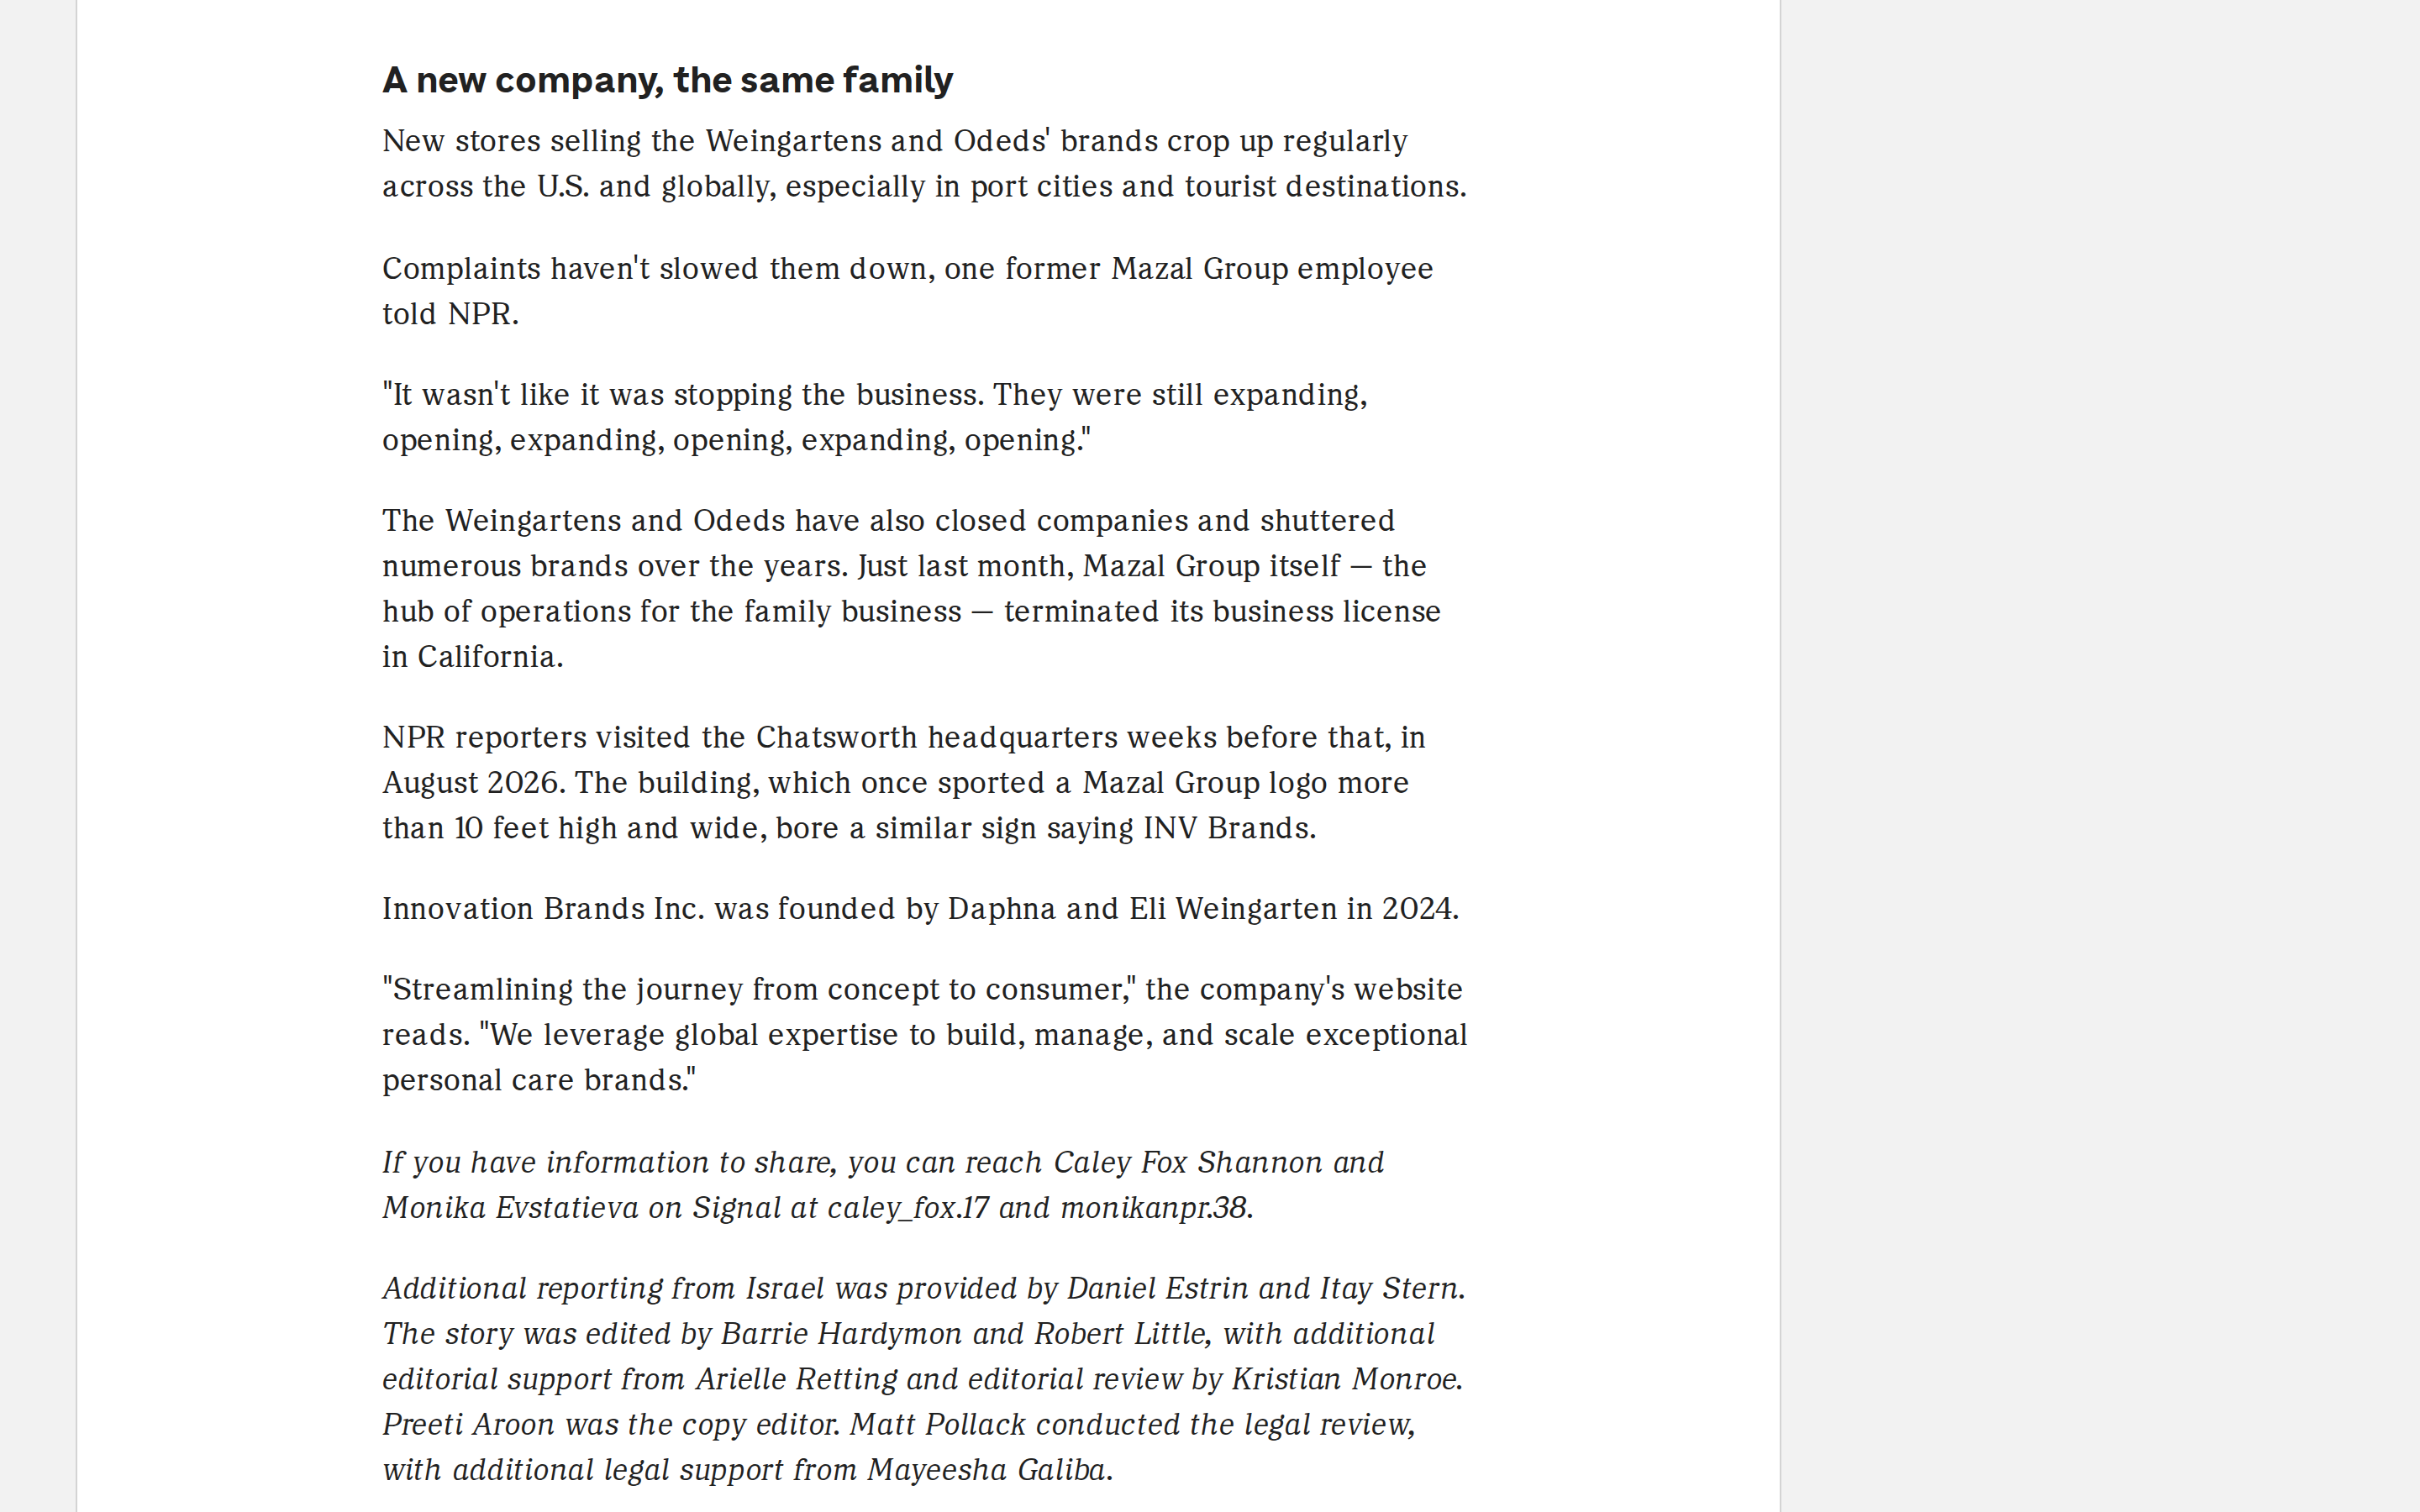 A new company, the same family
New stores selling the Weingartens and Odeds' brands crop up regularly
across the U.S. and globally, especially in port cities and tourist destinations.
Complaints haven't slowed them down, one former Mazal Group employee
told NPR.
"It wasn't like it was stopping the business. They were still expanding,
opening, expanding, opening, expanding, opening."
The Weingartens and Odeds have also closed companies and shuttered
numerous brands over the years. Just last month, Mazal Group itself — the
hub of operations for the family business — terminated its business license
in California.
NPR reporters visited the Chatsworth headquarters weeks before that, in
August 2026. The building, which once sported a Mazal Group logo more
than 10 feet high and wide, bore a similar sign saying INV Brands.
Innovation Brands Inc. was founded by Daphna and Eli Weingarten in 2024.
"Streamlining the journey from concept to consumer," the company's website
reads. "We leverage global expertise to build, manage, and scale exceptional
personal care brands."
If you have information to share, you can reach Caley Fox Shannon and
Monika Evstatieva on Signal at caley_fox.17 and monikanpr.38.
Additional reporting from Israel was provided by Daniel Estrin and Itay Stern.
The story was edited by Barrie Hardymon and Robert Little, with additional
editorial support from Arielle Retting and editorial review by Kristian Monroe.
Preeti Aroon was the copy editor. Matt Pollack conducted the legal review,
with additional legal support from Mayeesha Galiba.